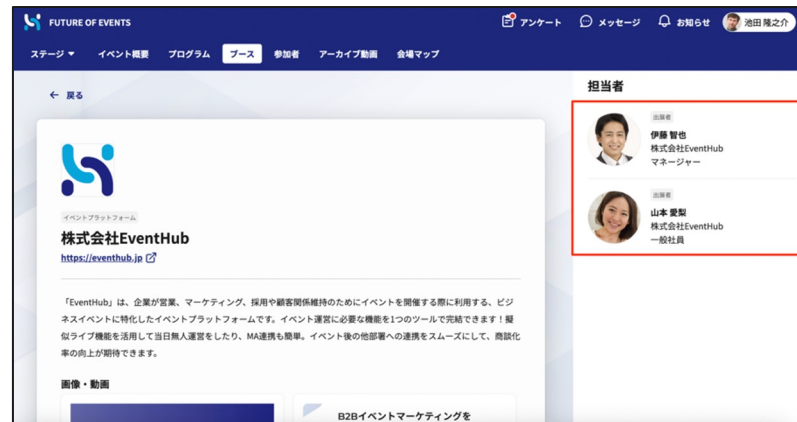 FUTURE OF EVENTS
アンケート
メッセージ
お知らせ
池田 隆之介
ステージ
イベント概要
プログラム
ブース
参加者
アーカイブ動画
会場マップ
← 戻る
イベントプラットフォーム
株式会社EventHub
https://eventhub.jp
「EventHub」は、企業が営業、マーケティング、採用や顧客関係維持のためにイベントを開催する際に利用する、ビジ
ネスイベントに特化したイベントプラットフォームです。イベント運営に必要な機能を1つのツールで完結できます！擬
似ライブ機能を活用して当日無人運営をしたり、MA連携も簡単。イベント後の他部署への連携をスムーズにして、商談化
率の向上が期待できます。
画像・動画
B2Bイベントマーケティングを
担当者
出展者
伊藤 智也
株式会社EventHub
マネージャー
出展者
山本 愛梨
株式会社EventHub
一般社員